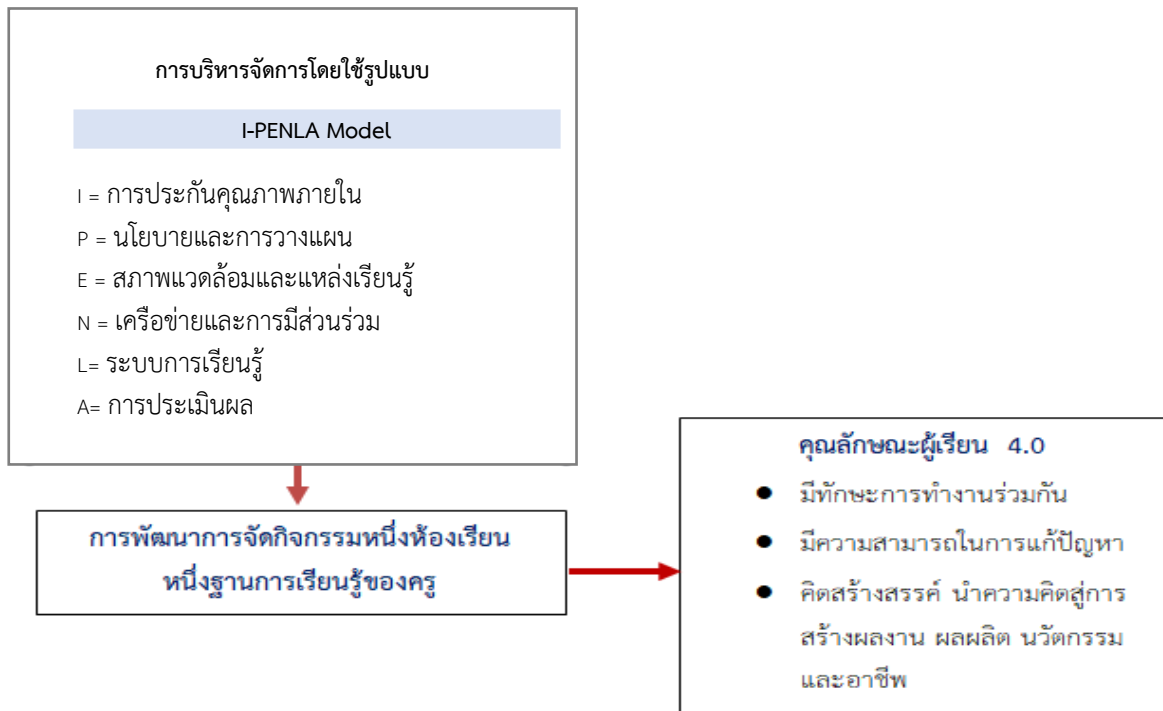 การบริหารจัดการโดยใช้รูปแบบ
I-PENLA Model
I = การประกันคุณภาพภายใน
P = นโยบายและการวางแผน
E = สภาพแวดล้อมและแหล่งเรียนรู้
N = เครือข่ายและการมีส่วนร่วม
L= ระบบการเรียนรู้
A= การประเมินผล
การพัฒนาการจัดกิจกรรมหนึ่งห้องเรียน
หนึ่งฐานการเรียนรู้ของครู
คุณลักษณะผู้เรียน 4.0
● มีทักษะการทำงานร่วมกัน
● มีความสามารถในการแก้ปัญหา
● คิดสร้างสรรค์ นำความคิดสู่การ
สร้างผลงาน ผลผลิต นวัตกรรม
และอาชีพ